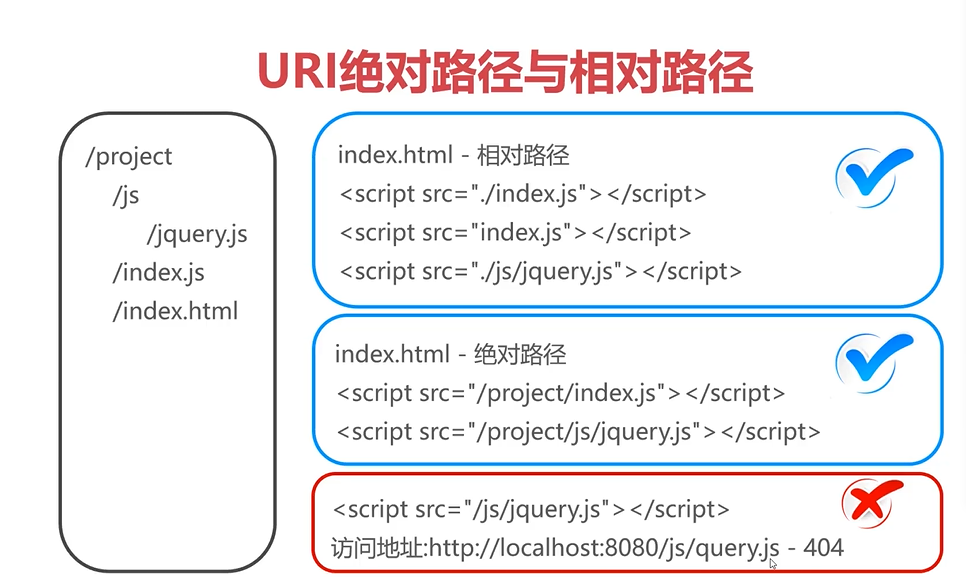 URI绝对路径与相对路径
/project
/js
/jquery.js
/index.js
/index.html
index.html - 相对路径
<script src="./index.js"></script>
<script src="index.js"></script>
<script src="./js/jquery.js"></script>
index.html - 绝对路径
<script src="/project/index.js"></script>
<script src="/project/js/jquery.js"></script>
<script src="/js/jquery.js"></script>
访问地址:http://localhost:8080/js/query.js - 404